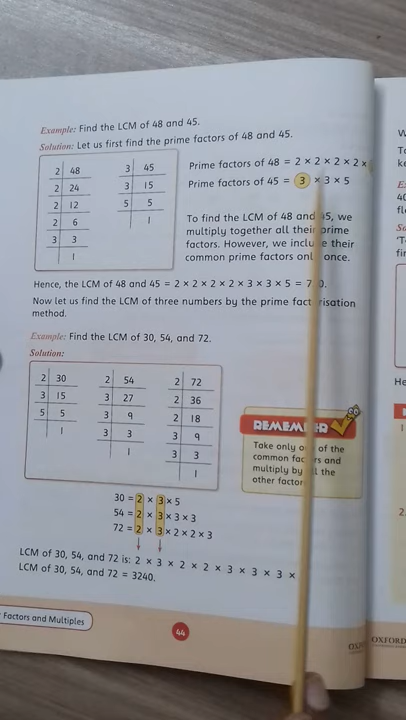 Example: Find the LCM of 48 and 45.
Solution: Let us first find the prime factors of 48 and 45.
2 48
2 24
2 12
2 6
3 3
1
3 45
3 15
5 5
1
Prime factors of 48 = 2 × 2 × 2 × 2 ×
Prime factors of 45 = 3 × 3 × 5
To find the LCM of 48 and 45, we
multiply together all their prime
factors. However, we include their
common prime factors only once.
Hence, the LCM of 48 and 45 = 2 × 2 × 2 × 2 × 3 × 3 × 5 = 7 0.
Now let us find the LCM of three numbers by the prime factorisation
method.
Example: Find the LCM of 30, 54, and 72.
Solution:
2 30
3 15
5 5
1
2 54
3 27
3 9
3 3
1
2 72
2 36
2 18
3 9
3 3
1
REMEMBER
Take only one of the
common factors and
multiply by all the
other factors.
30 = 2 × 3 × 5
54 = 2 × 3 × 3 × 3
72 = 2 × 3 × 2 × 2 × 3
LCM of 30, 54, and 72 is: 2 × 3 × 2 × 2 × 3 × 3 × 3 ×
LCM of 30, 54, and 72 = 3240.
Factors and Multiples
44
OXFORD